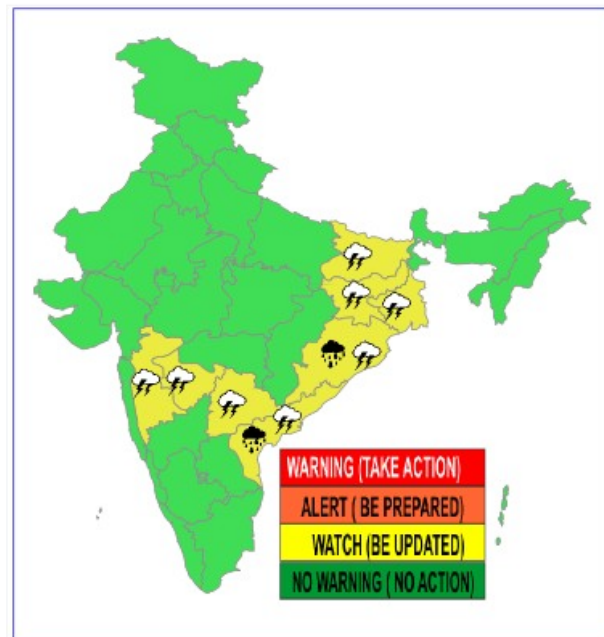 WARNING (TAKE ACTION)
ALERT ( BE PREPARED)
WATCH (BE UPDATED)
NO WARNING ( NO ACTION)